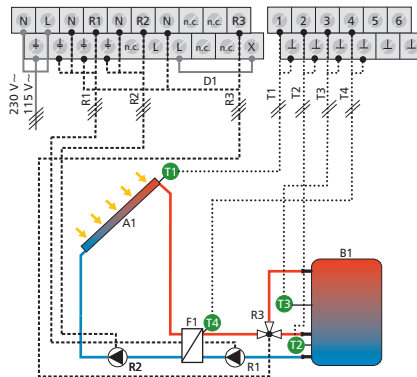 N L N R1 N R2 N n.c. n.c. R3 1 2 3 4 5 6
n.c. L L n.c. X
D1
230 V~
115 V~
R1
R2
R3
T1
T2
T3
T4
T1
A1
B1
F1
T4
R3
T3
T2
R2
R1